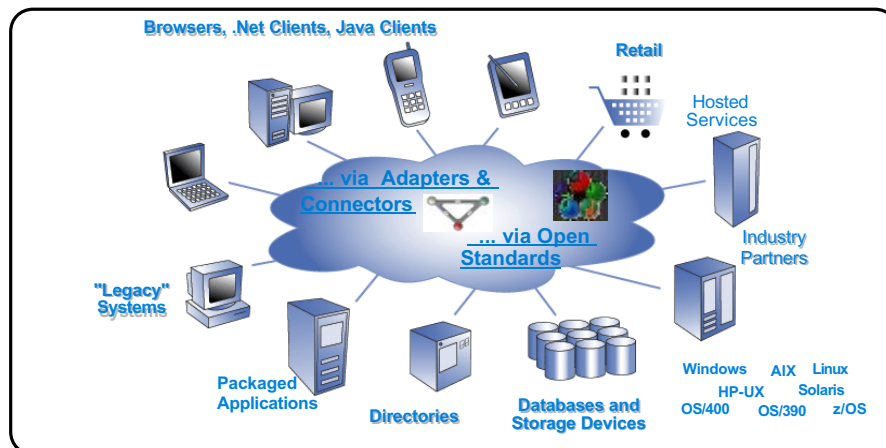 Browsers, .Net Clients, Java Clients
Retail
Hosted
Services
... via  Adapters &
Connectors
... via Open
Standards
Industry
Partners
"Legacy"
Systems
Packaged
Applications
Directories
Databases and
Storage Devices
Windows AIX Linux
HP-UX Solaris
OS/400 OS/390 z/OS